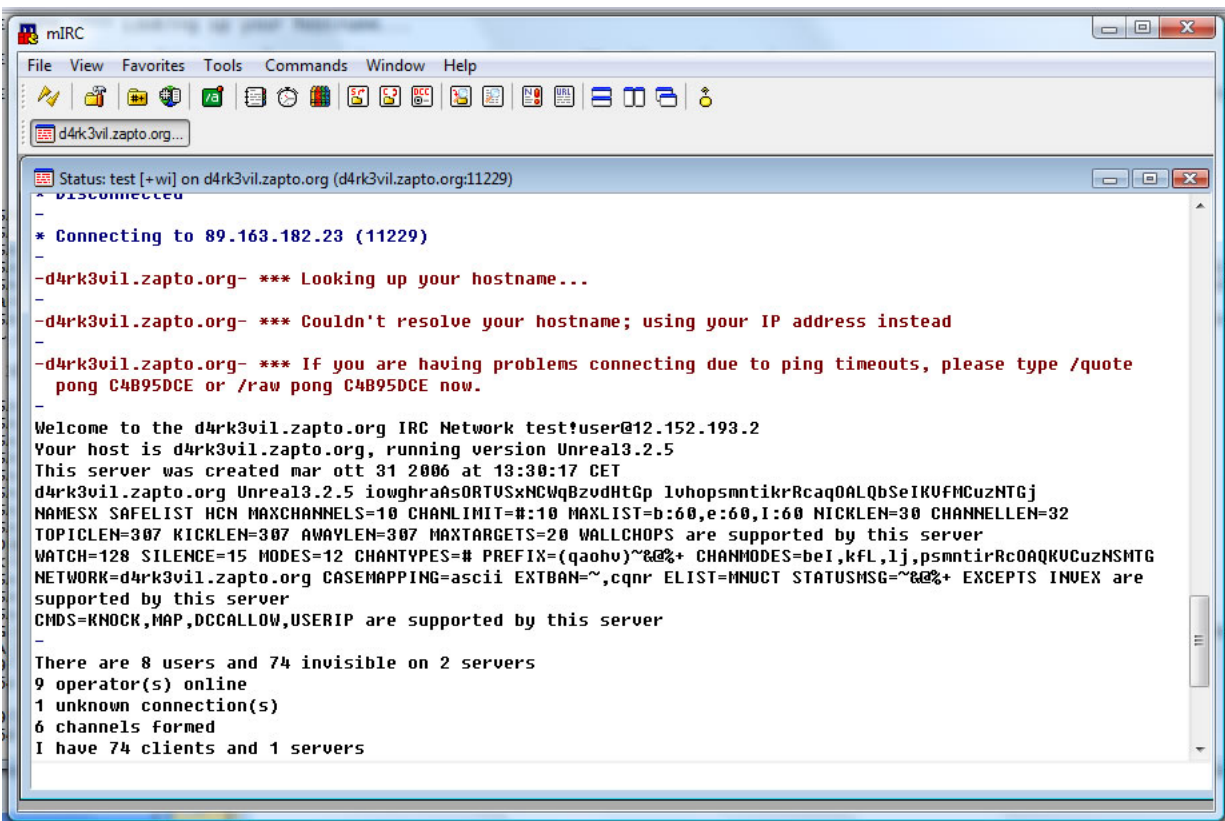 mIRC
File View Favorites Tools Commands Window Help
d4rk3vil.zapto.org...
Status: test [+wi] on d4rk3vil.zapto.org (d4rk3vil.zapto.org:11229)
* Disconnected
-
* Connecting to 89.163.182.23 (11229)
-
-d4rk3vil.zapto.org- *** Looking up your hostname...
-
-d4rk3vil.zapto.org- *** Couldn't resolve your hostname; using your IP address instead
-
-d4rk3vil.zapto.org- *** If you are having problems connecting due to ping timeouts, please type /quote
pong C4B95DCE or /raw pong C4B95DCE now.
-
Welcome to the d4rk3vil.zapto.org IRC Network test!user@12.152.193.2
Your host is d4rk3vil.zapto.org, running version Unreal3.2.5
This server was created mar ott 31 2006 at 13:30:17 CET
d4rk3vil.zapto.org Unreal3.2.5 iowghraAsORTVSxNCWqBzvdHtGp lvhopsmntikrRcaqOALQbSeIKVfMCuzNTGj
NAMESX SAFELIST HCN MAXCHANNELS=10 CHANLIMIT=#:10 MAXLIST=b:60,e:60,I:60 NICKLEN=30 CHANNELLEN=32
TOPICLEN=307 KICKLEN=307 AWAYLEN=307 MAXTARGETS=20 WALLCHOPS are supported by this server
WATCH=128 SILENCE=15 MODES=12 CHANTYPES=# PREFIX=(qaohv)~&@%+ CHANMODES=beI,kfL,lj,psmntirRcOAQKVCuzNSMTG
NETWORK=d4rk3vil.zapto.org CASEMAPPING=ascii EXTBAN=~,cqnr ELIST=MNUCT STATUSMSG=~&@%+ EXCEPTS INVEX are
supported by this server
CMDS=KNOCK,MAP,DCCALLOW,USERIP are supported by this server
-
There are 8 users and 74 invisible on 2 servers
9 operator(s) online
1 unknown connection(s)
6 channels formed
I have 74 clients and 1 servers